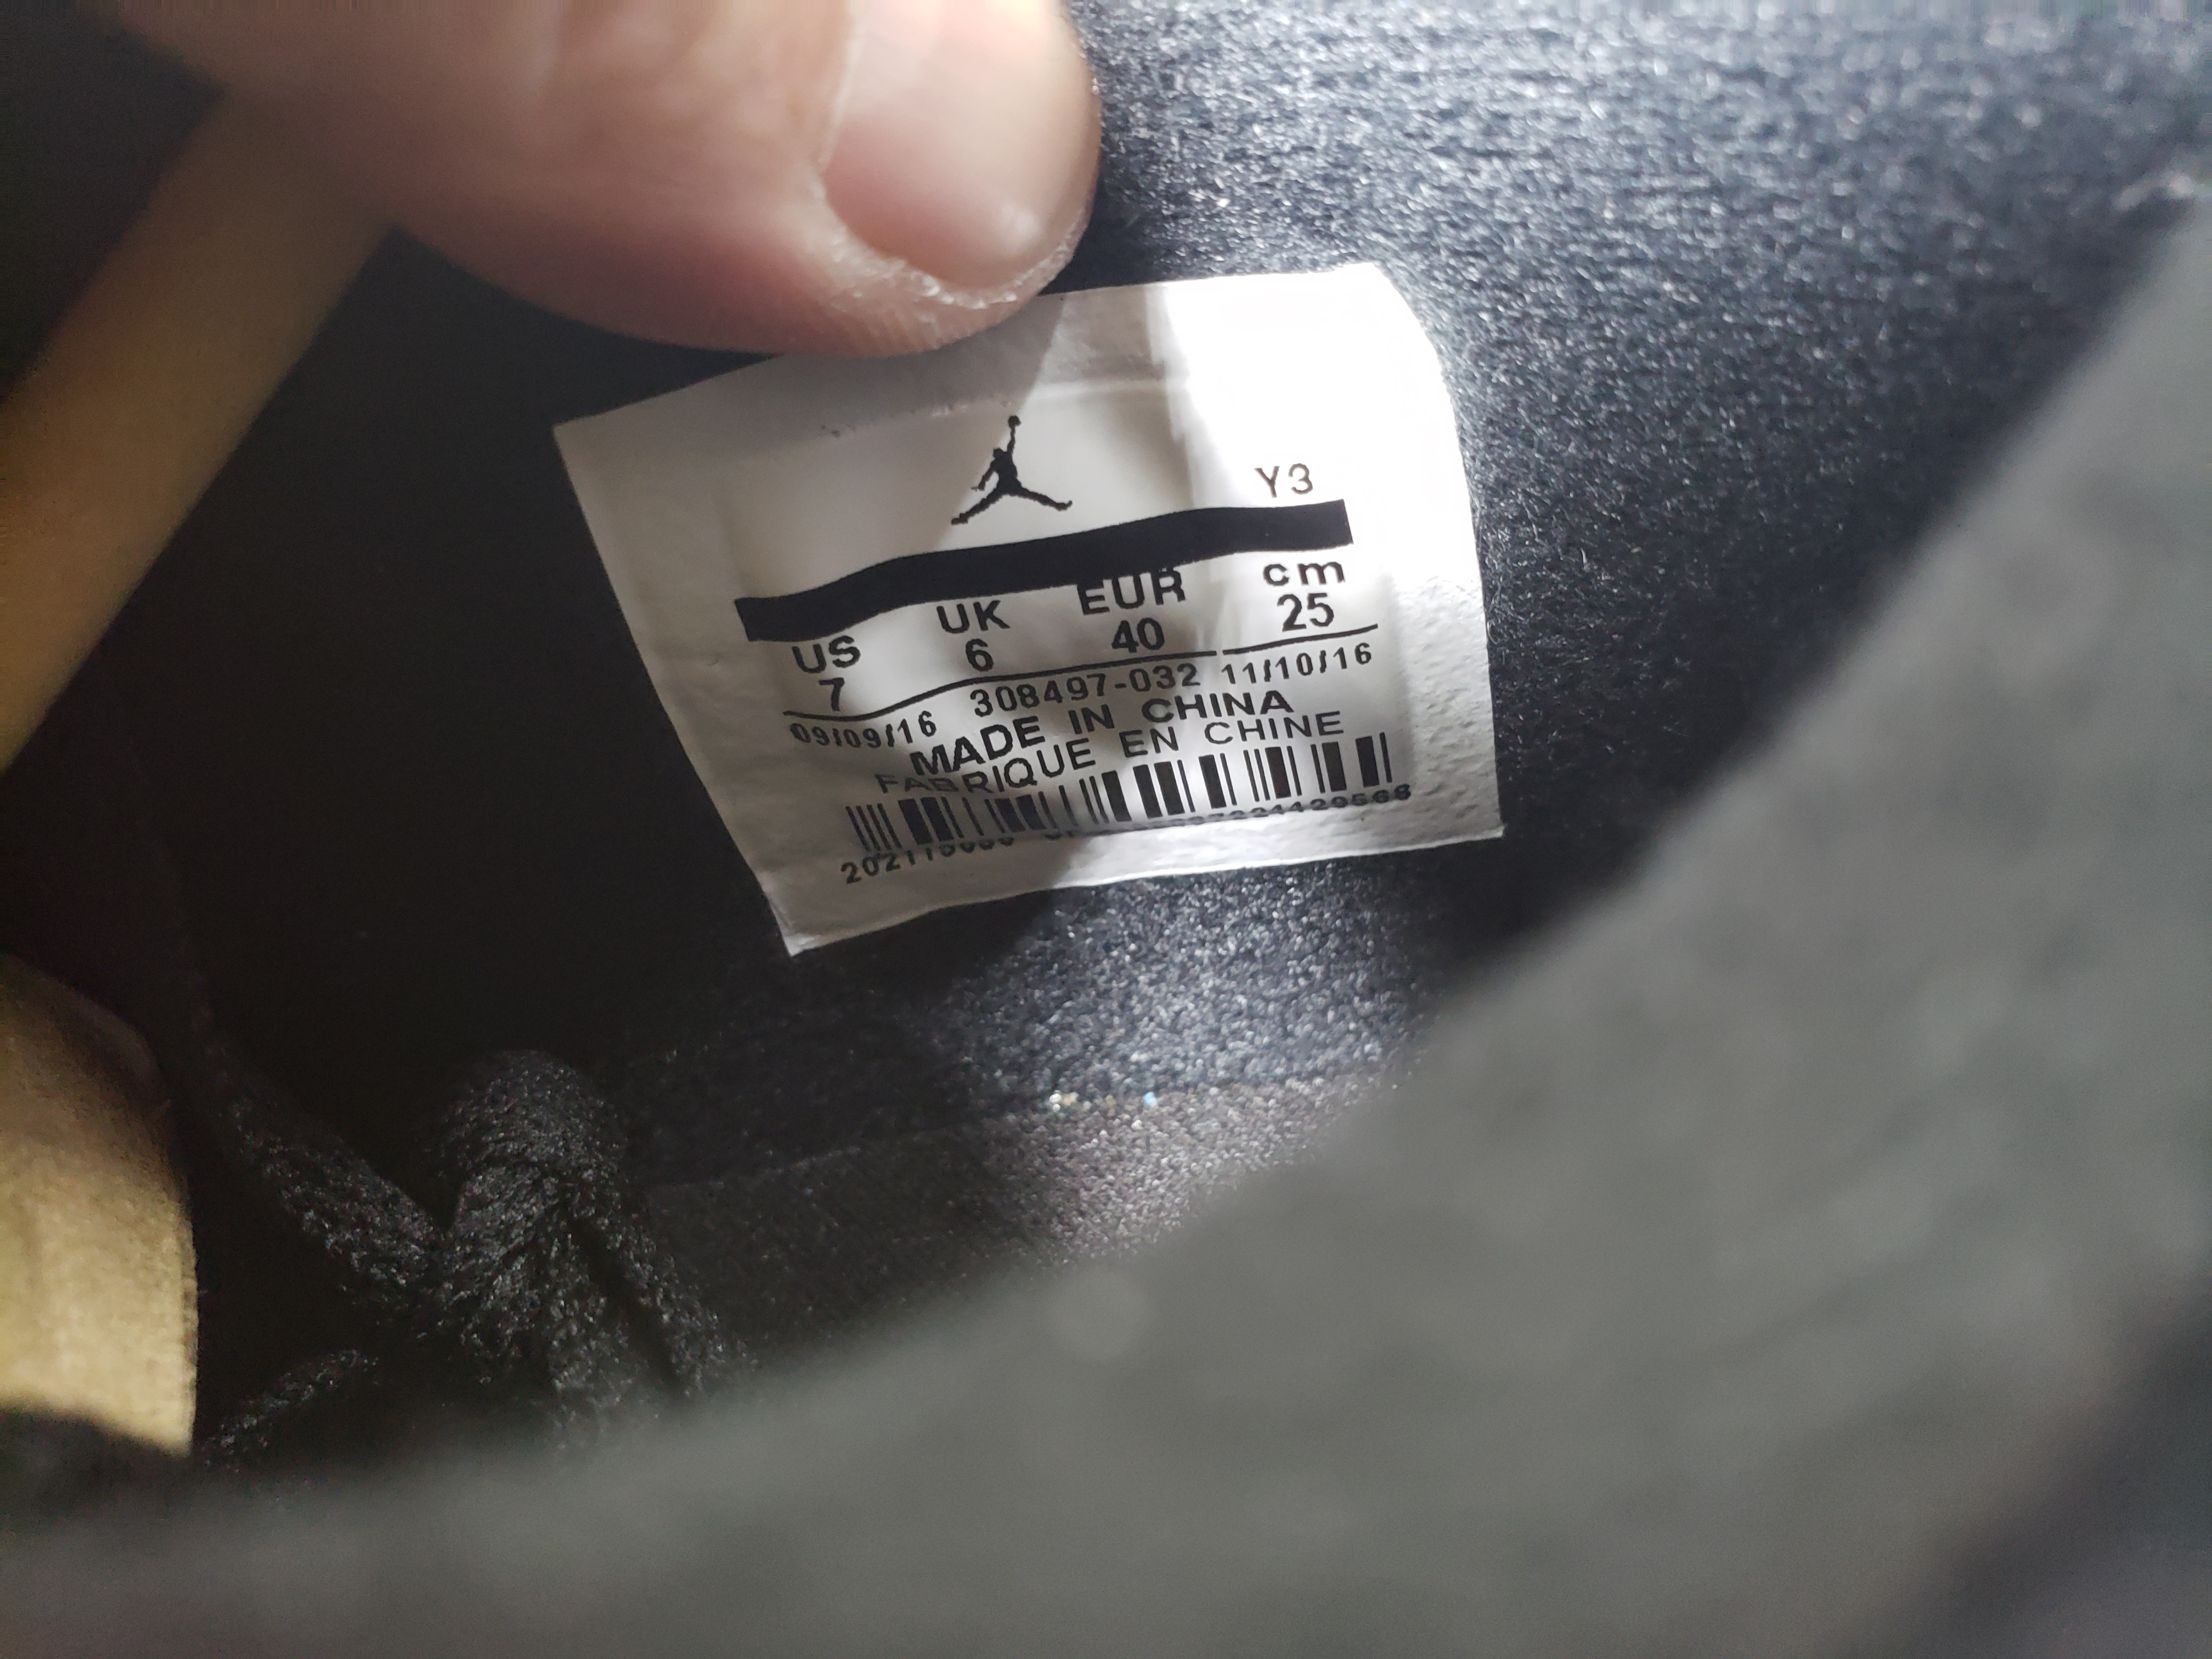 Y3
US UK EUR cm
7 6 40 25
09/09/16 308497-032 11/10/16
MADE IN CHINA
FABRIQUE EN CHINE